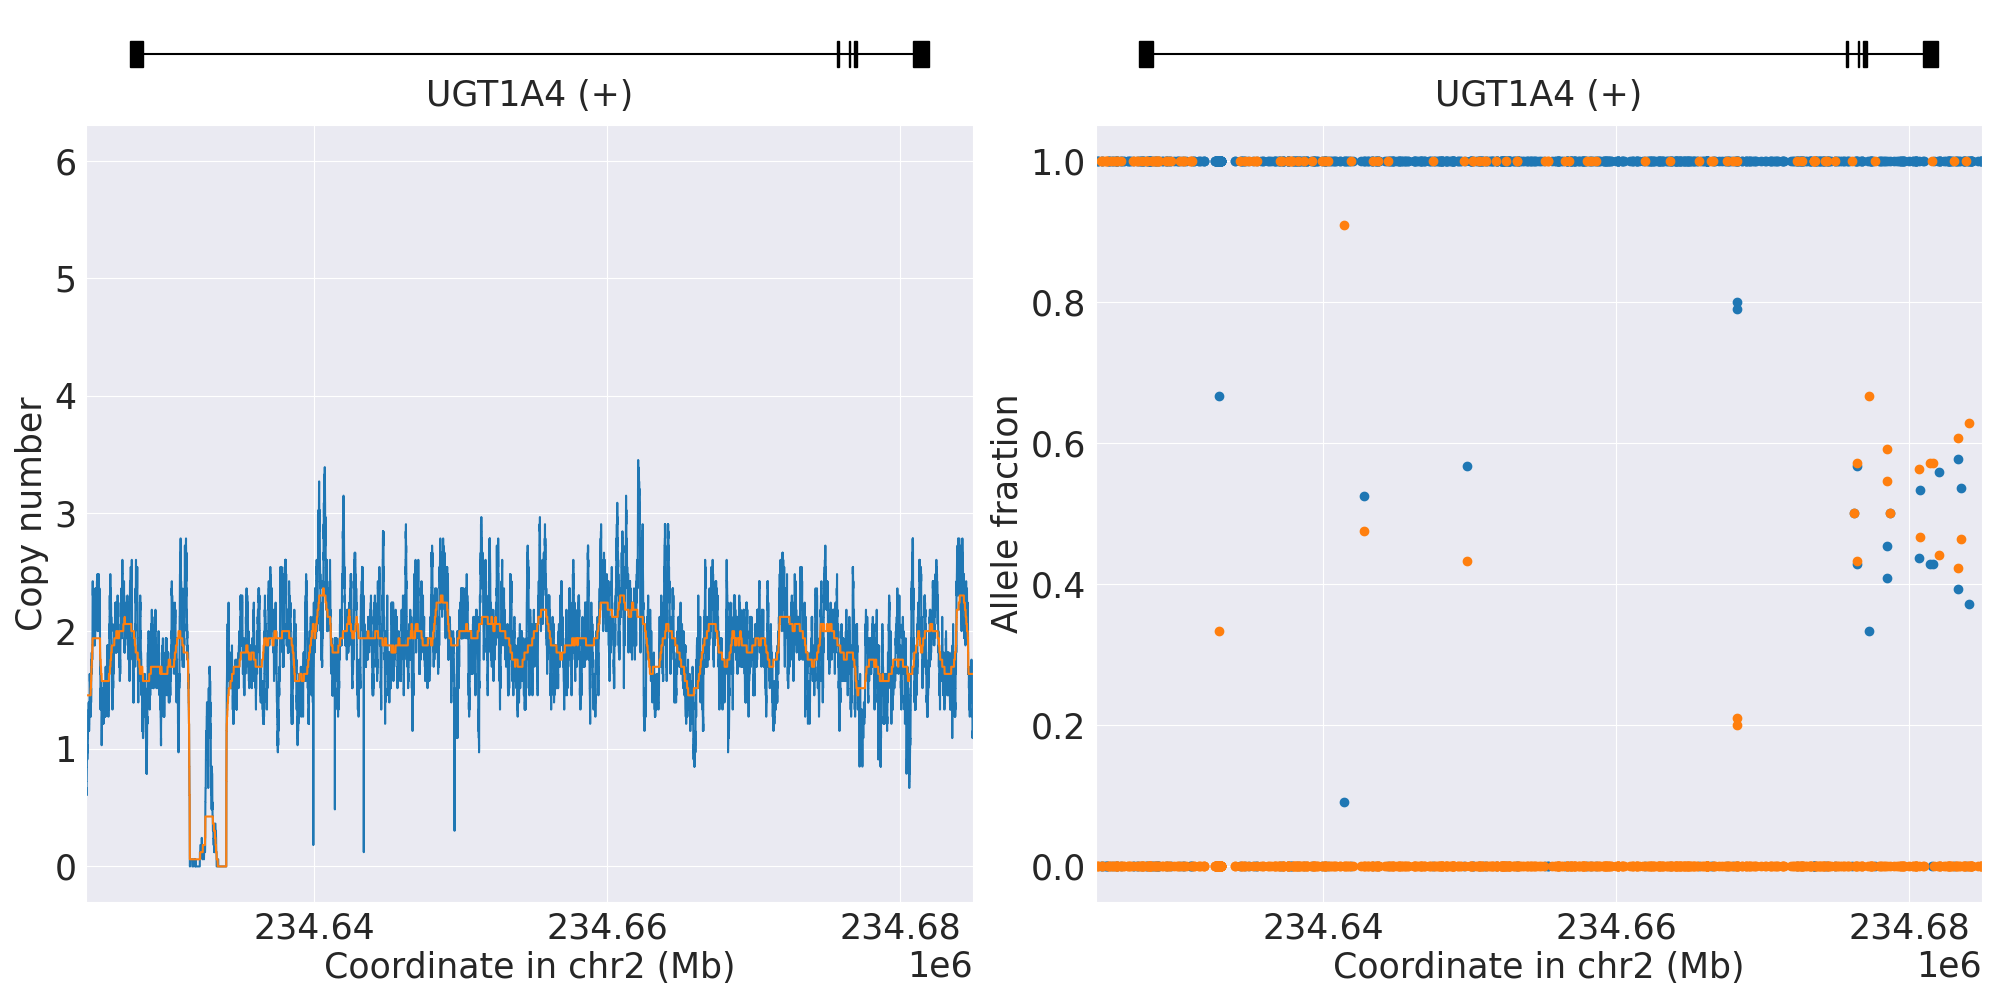 UGT1A4 (+)
Copy number
6
5
4
3
2
1
0
234.64
234.66
234.68
Coordinate in chr2 (Mb)
1e6
UGT1A4 (+)
Allele fraction
1.0
0.8
0.6
0.4
0.2
0.0
234.64
234.66
234.68
Coordinate in chr2 (Mb)
1e6